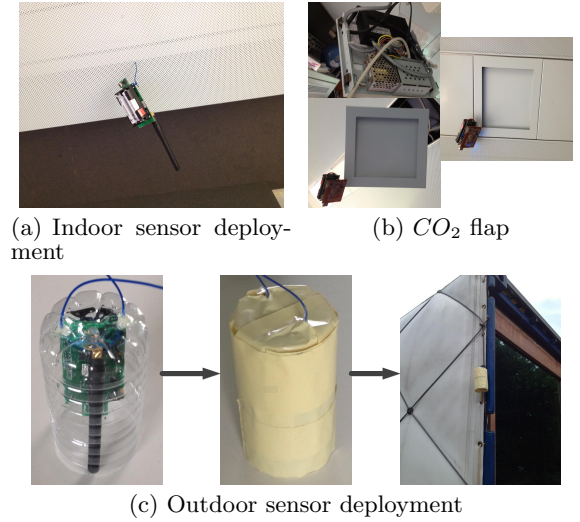 (a) Indoor sensor deploy-
ment
(b) CO2 flap
(c) Outdoor sensor deployment